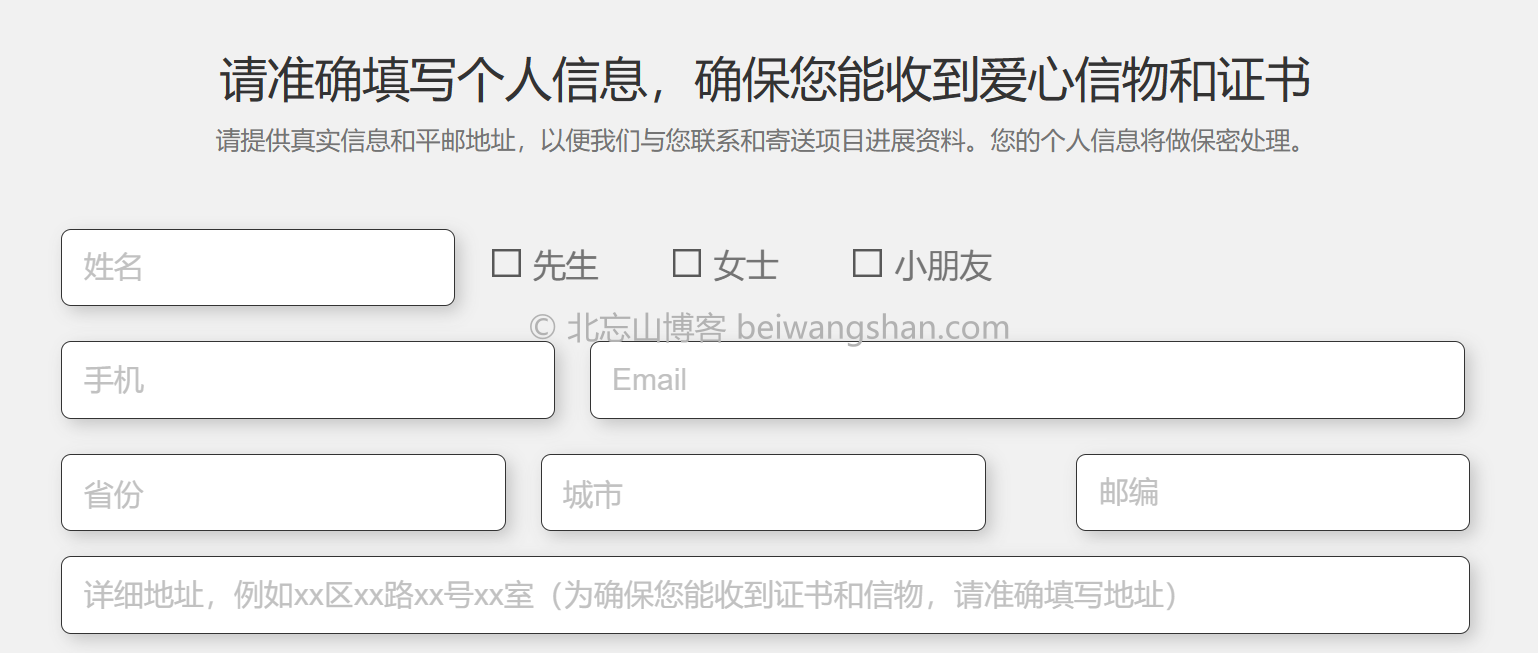 请准确填写个人信息，确保您能收到爱心信物和证书
请提供真实信息和平邮地址，以便我们与您联系和寄送项目进展资料。您的个人信息将做保密处理。
姓名 先生 女士 小朋友
© 北忘山博客 beiwangshan.com
手机 Email
省份 城市 邮编
详细地址，例如xx区xx路xx号xx室（为确保您能收到证书和信物，请准确填写地址）